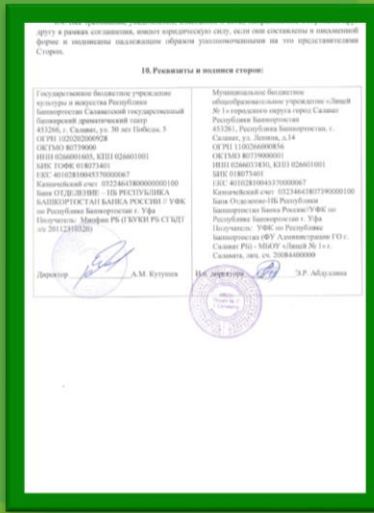 другу в рамках соглашения, имеют юридическую силу, если они составлены в письменной
форме и подписаны надлежащим образом уполномоченными на это представителями
Сторон.
10. Реквизиты и подписи сторон:
Государственное бюджетное учреждение
культуры и искусства Республики
Башкортостан Салаватский государственный
башкирский драматический театр
453266, г. Салават, ул. 30 лет Победы, 5
ОГРН 1020202000928
ОКТМО 80739000
ИНН 0266001605, КПП 026601001
БИК ТОФК 018073401
ЕКС 40102810045370000067
Казначейский счет
Банк ОТДЕЛЕНИЕ – НБ РЕСПУБЛИКА
БАШКОРТОСТАН БАНКА РОССИИ // УФК
по Республике Башкортостан г. Уфа
Получатель: Минфин РБ (ГБУКИ РБ СГБДТ
л/с 20112310320)
Директор А.М. Кутушев
Муниципальное бюджетное
общеобразовательное учреждение «Лицей
№ 1» городского округа город Салават
Республики Башкортостан
453261, Республика Башкортостан, г.
Салават, ул. Ленина, д.14
ОГРН 1100266000856
ОКТМО 80739000001
ИНН 0266033830, КПП 026601001
БИК 018073401
ЕКС 40102810045370000067
Казначейский счет 03234643807390000100
Банк Отделение-НБ Республики
Башкортостан Банка России//УФК по
Республике Башкортостан г. Уфа
Получатель: УФК по Республике
Башкортостан (ФУ Администрации ГО г.
Салават РБ) - МБОУ «Лицей № 1» г.
Салавата, лиц. сч. 20084400000
И.о. директора Э.Р. Абдуллина